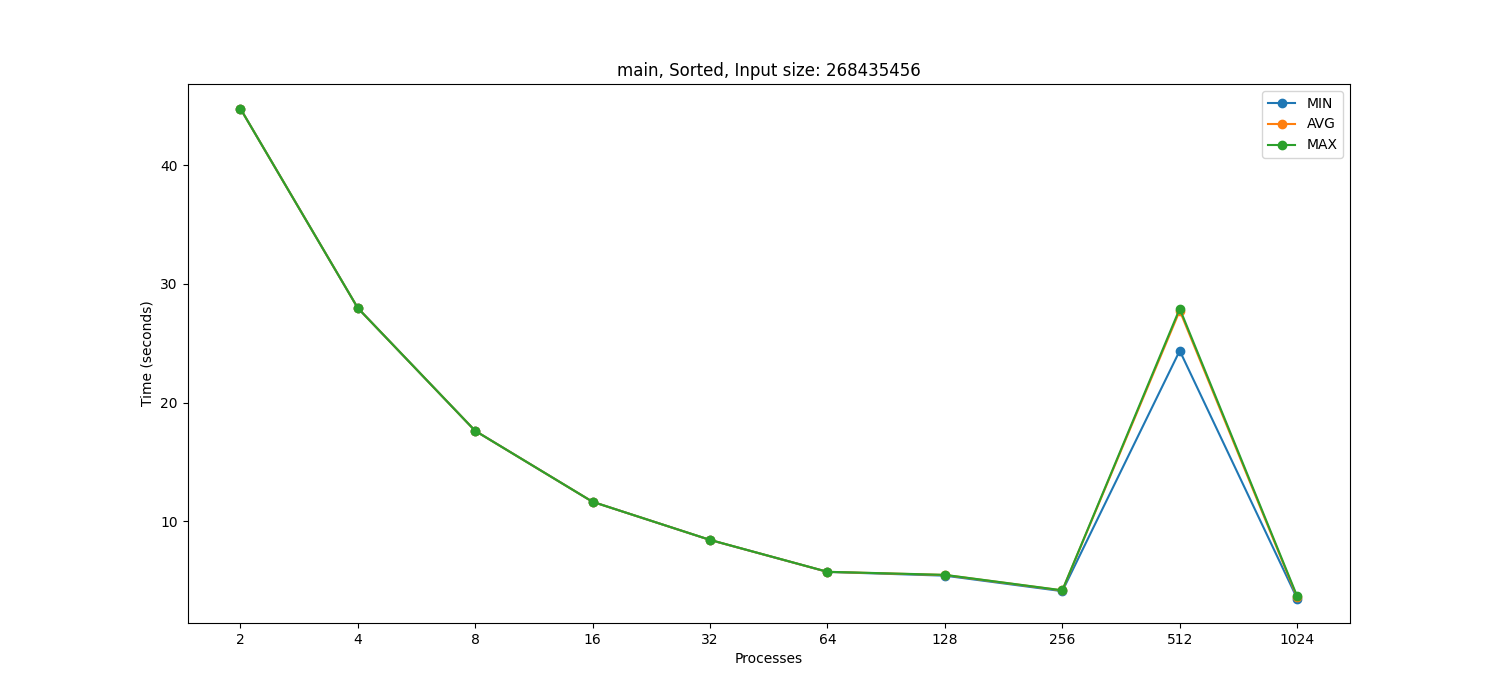 main, Sorted, Input size: 268435456
MIN
AVG
MAX
Time (seconds)
40
30
20
10
2 4 8 16 32 64 128 256 512 1024
Processes